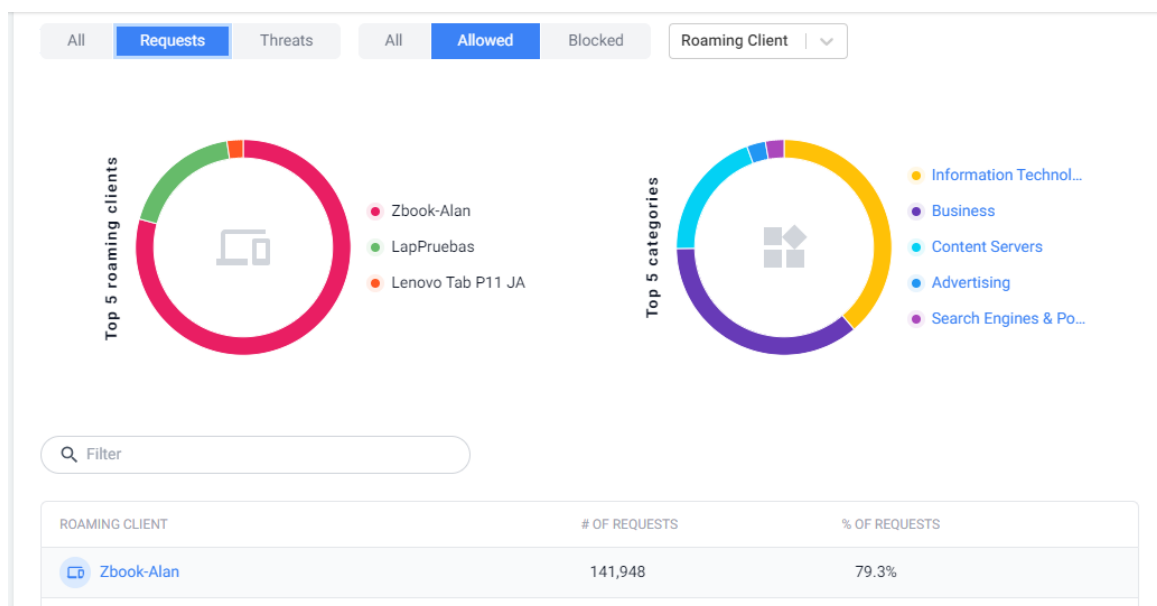 All Requests Threats All Allowed Blocked Roaming Client
Top 5 roaming clients
Zbook-Alan
LapPruebas
Lenovo Tab P11 JA
Top 5 categories
Information Technol...
Business
Content Servers
Advertising
Search Engines & Po...
Filter
ROAMING CLIENT # OF REQUESTS % OF REQUESTS
Zbook-Alan 141,948 79.3%